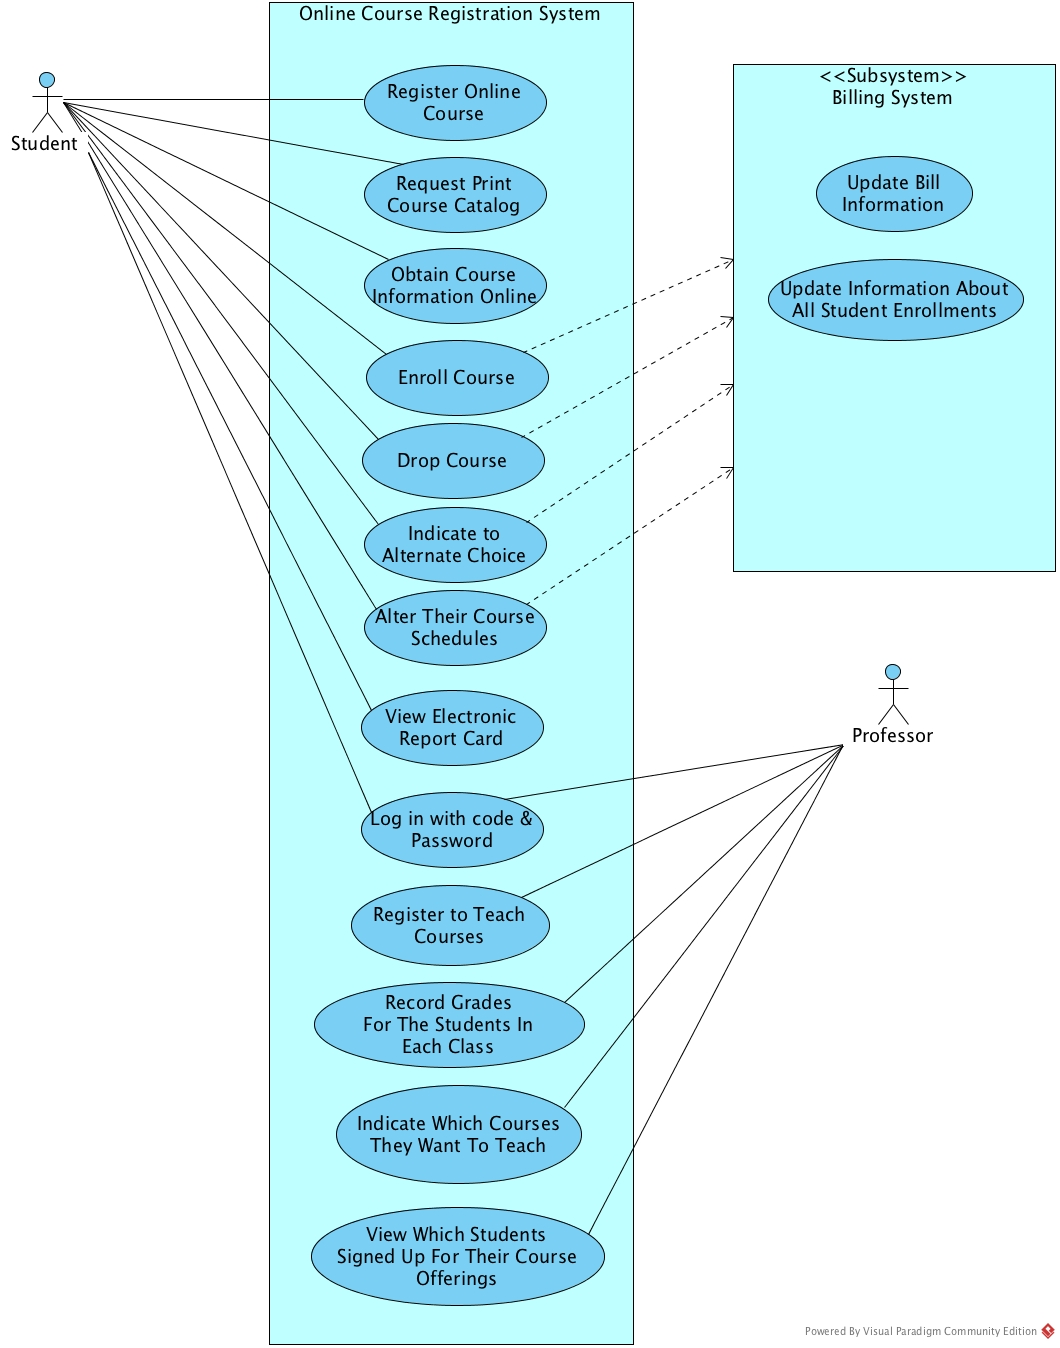 Online Course Registration System
Student
Register Online
Course
Request Print
Course Catalog
Obtain Course
Information Online
Enroll Course
Drop Course
Indicate to
Alternate Choice
Alter Their Course
Schedules
View Electronic
Report Card
Log in with code &
Password
Register to Teach
Courses
Record Grades
For The Students In
Each Class
Indicate Which Courses
They Want To Teach
View Which Students
Signed Up For Their Course
Offerings
<<Subsystem>>
Billing System
Update Bill
Information
Update Information About
All Student Enrollments
Professor
Powered By Visual Paradigm Community Edition